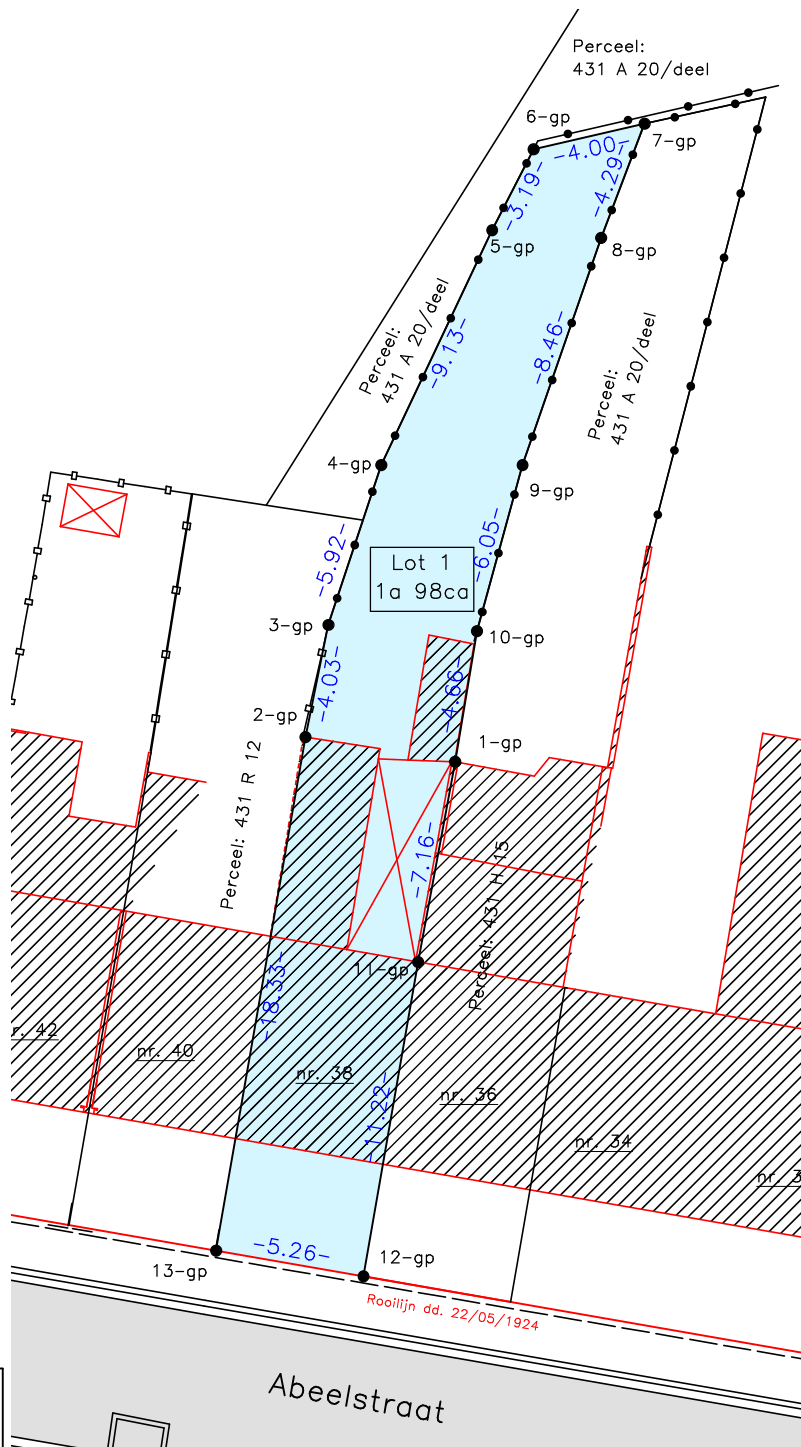 Perceel:
431 A 20/deel
6-gp
7-gp
-4.00-
-3.19-
-4.29-
5-gp
8-gp
Perceel:
431 A 20/deel
-9.13-
-8.46-
Perceel:
431 A 20/deel
4-gp
9-gp
-5.92-
-6.05-
Lot 1
1a 98ca
3-gp
10-gp
-4.03-
-4.66-
2-gp
1-gp
Perceel: 431 R 12
-7.16-
Perceel: 431 H 15
11-gp
-18.33-
r. 42
nr. 40
nr. 38
nr. 36
-11.22-
nr. 34
nr. 3
-5.26-
13-gp
12-gp
Rooilijn dd. 22/05/1924
Abeelstraat